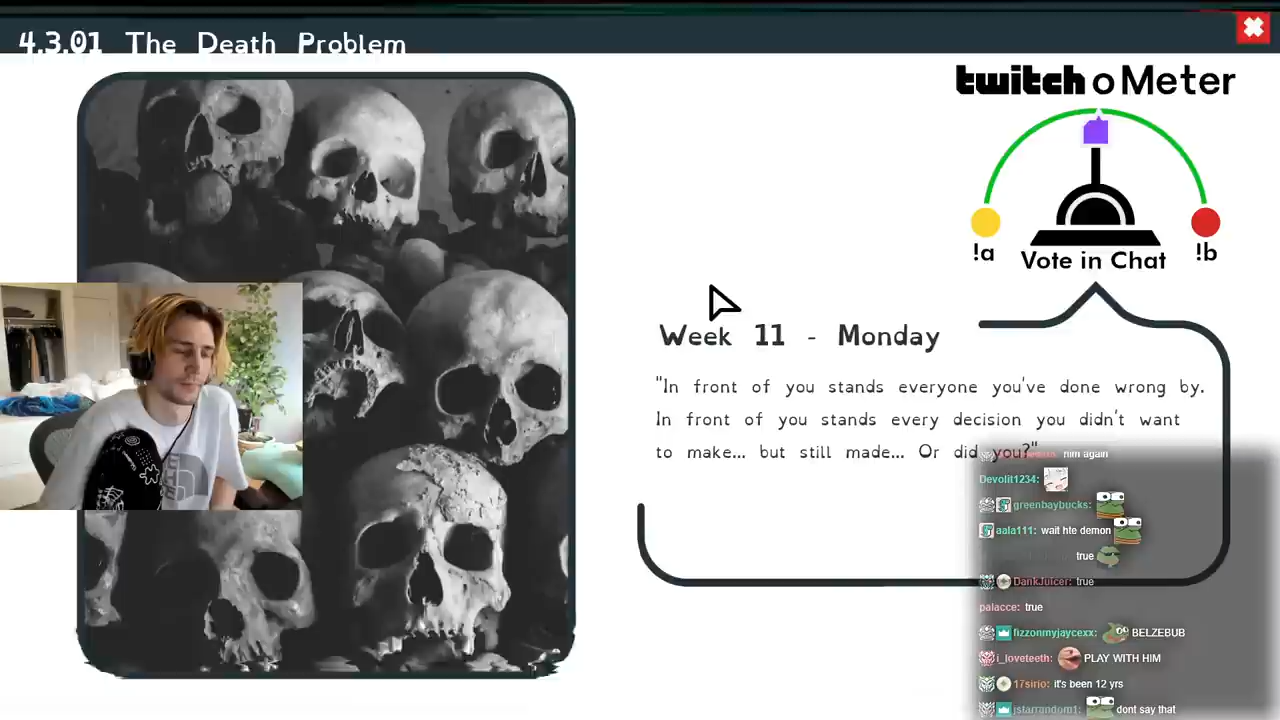 4.3.01 The Death Problem
twitch o Meter
!a
!b
Vote in Chat
Week 11 - Monday
"In front of you stands everyone you've done wrong by.
In front of you stands every decision you didn't want
to make... but still made... Or did you?"
him again
Devolit1234:
greenbaybucks:
aala111: wait hte demon
true
DankJuicer: true
palacce: true
fizzonmyjaycexx: BELZEBUB
i_loveteeth: PLAY WITH HIM
17sirio: it's been 12 yrs
jstarrandom1: dont say that